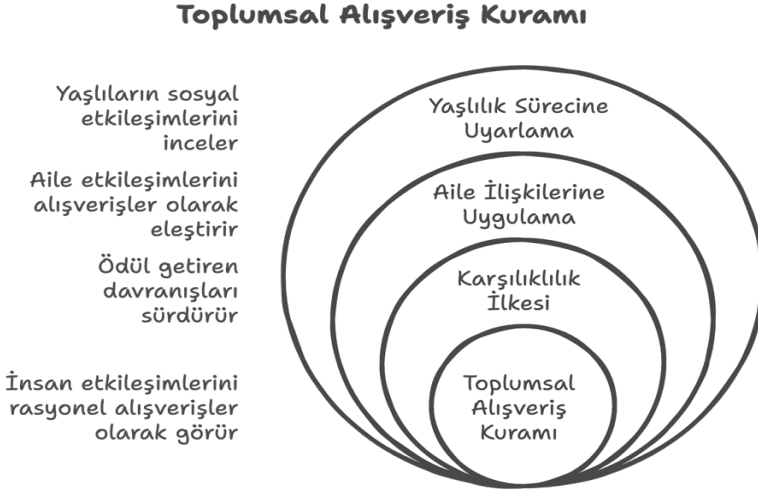 Toplumsal Alışveriş Kuramı
Yaşlıların sosyal
etkileşimlerini
inceler
Yaşlılık Sürecine
Uyarlama
Aile etkileşimlerini
alışverişler olarak
eleştirir
Aile İlişkilerine
Uygulama
Ödül getiren
davranışları
sürdürür
Karşılıklılık
İlkesi
İnsan etkileşimlerini
rasyonel alışverişler
olarak görür
Toplumsal
Alışveriş
Kuramı